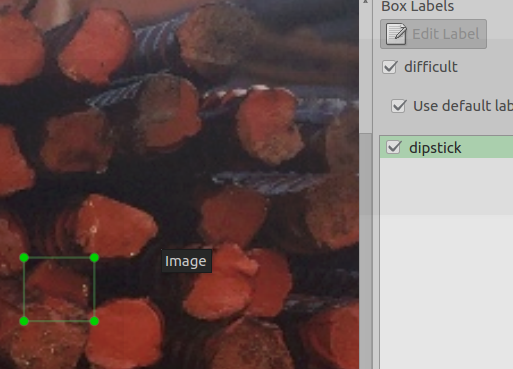 Box Labels
Edit Label
difficult
Use default lab
dipstick
Image